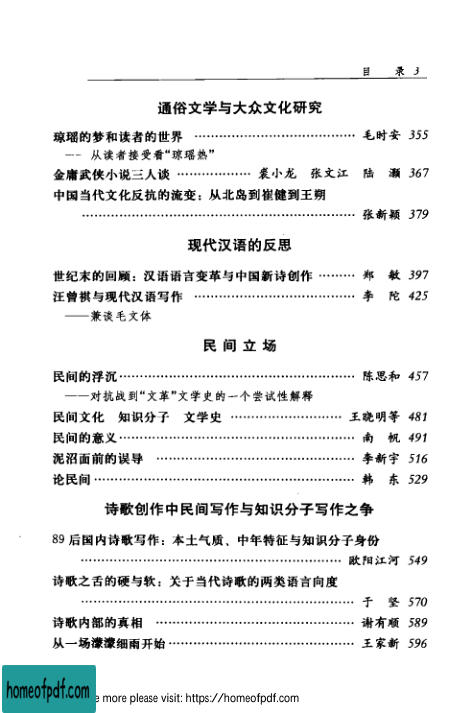 目 录 3
通俗文学与大众文化研究
琼瑶的梦和读者的世界 ………………………………… 毛时安 355
—— 从读者接受看“琼瑶热”
金庸武侠小说三人谈 ……………… 裘小龙 张文江 陆 灏 367
中国当代文化反抗的流变：从北岛到崔健到王朔
………………………………………………………… 张新颖 379
现代汉语的反思
世纪末的回顾：汉语语言变革与中国新诗创作 ……… 郑 敏 397
汪曾祺与现代汉语写作 ………………………………… 李 陀 425
——兼谈毛文体
民 间 立 场
民间的浮沉………………………………………………… 陈思和 457
——对抗战到“文革”文学史的一个尝试性解释
民间文化 知识分子 文学史 ……………………… 王晓明等 481
民间的意义………………………………………………… 南 帆 491
泥沼面前的误导 ………………………………………… 李新宇 516
论民间……………………………………………………… 韩 东 529
诗歌创作中民间写作与知识分子写作之争
89 后国内诗歌写作：本土气质、中年特征与知识分子身份
……………………………………………………… 欧阳江河 549
诗歌之舌的硬与软：关于当代诗歌的两类语言向度
………………………………………………………… 于 坚 570
诗歌内部的真相 ………………………………………… 谢有顺 589
从一场濛濛细雨开始……………………………………… 王家新 596
homeofpdf.com
e more please visit: https://homeofpdf.com